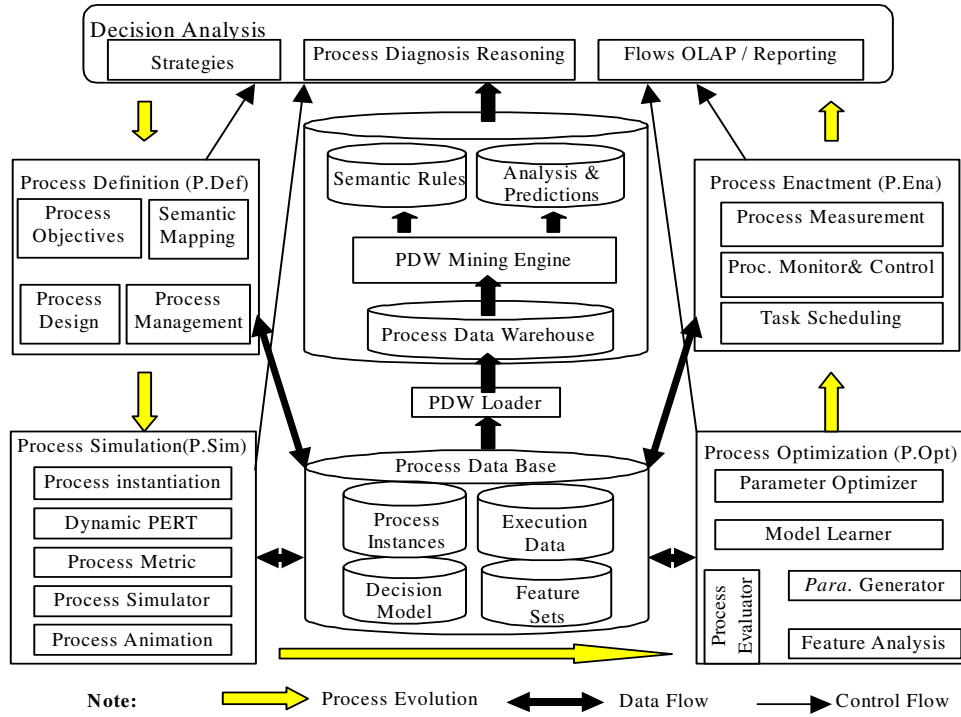 Decision Analysis
Strategies
Process Diagnosis Reasoning
Flows OLAP / Reporting
Process Definition (P.Def)
Process
Objectives
Semantic
Mapping
Process
Design
Process
Management
Semantic Rules
Analysis &
Predictions
PDW Mining Engine
Process Data Warehouse
PDW Loader
Process Enactment (P.Ena)
Process Measurement
Proc. Monitor& Control
Task Scheduling
Process Simulation(P.Sim)
Process instantiation
Dynamic PERT
Process Metric
Process Simulator
Process Animation
Process Data Base
Process
Instances
Execution
Data
Decision
Model
Feature
Sets
Process Optimization (P.Opt)
Parameter Optimizer
Model Learner
Process
Evaluator
Para. Generator
Feature Analysis
Note:
Process Evolution
Data Flow
Control Flow